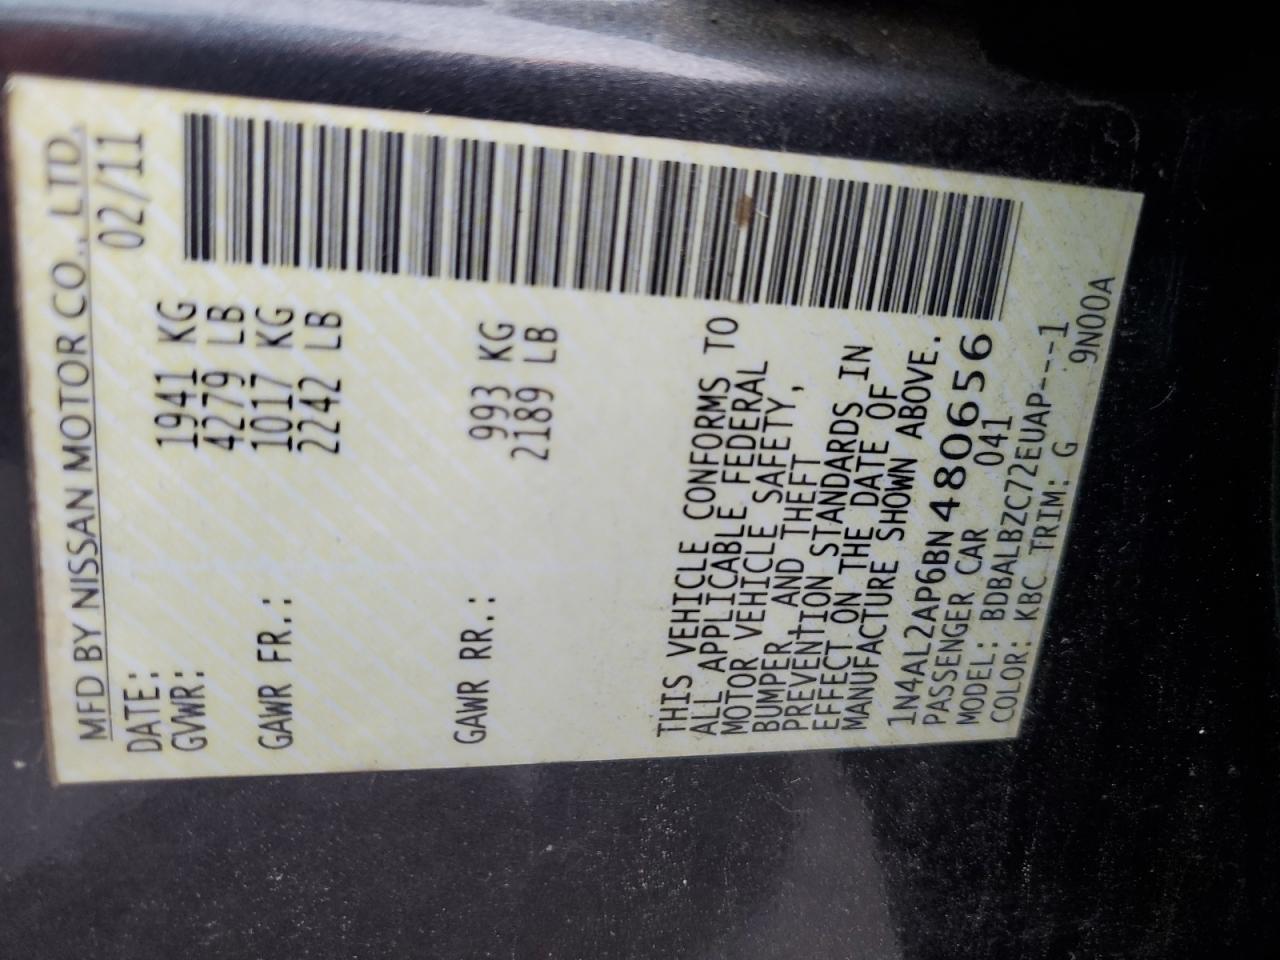 MFD BY NISSAN MOTOR CO., LTD.
DATE: 02/11
GVWR: 1941 KG
4279 LB
GAWR FR.: 1017 KG
2242 LB
GAWR RR.: 993 KG
2189 LB
THIS VEHICLE CONFORMS TO
ALL APPLICABLE FEDERAL
MOTOR VEHICLE SAFETY,
BUMPER, AND THEFT
PREVENTION STANDARDS IN
EFFECT ON THE DATE OF
MANUFACTURE SHOWN ABOVE.
1N4AL2AP6BN480656
PASSENGER CAR 041
MODEL: BDBALBZC72EUAP---1
COLOR: KBC TRIM: G 9N00A